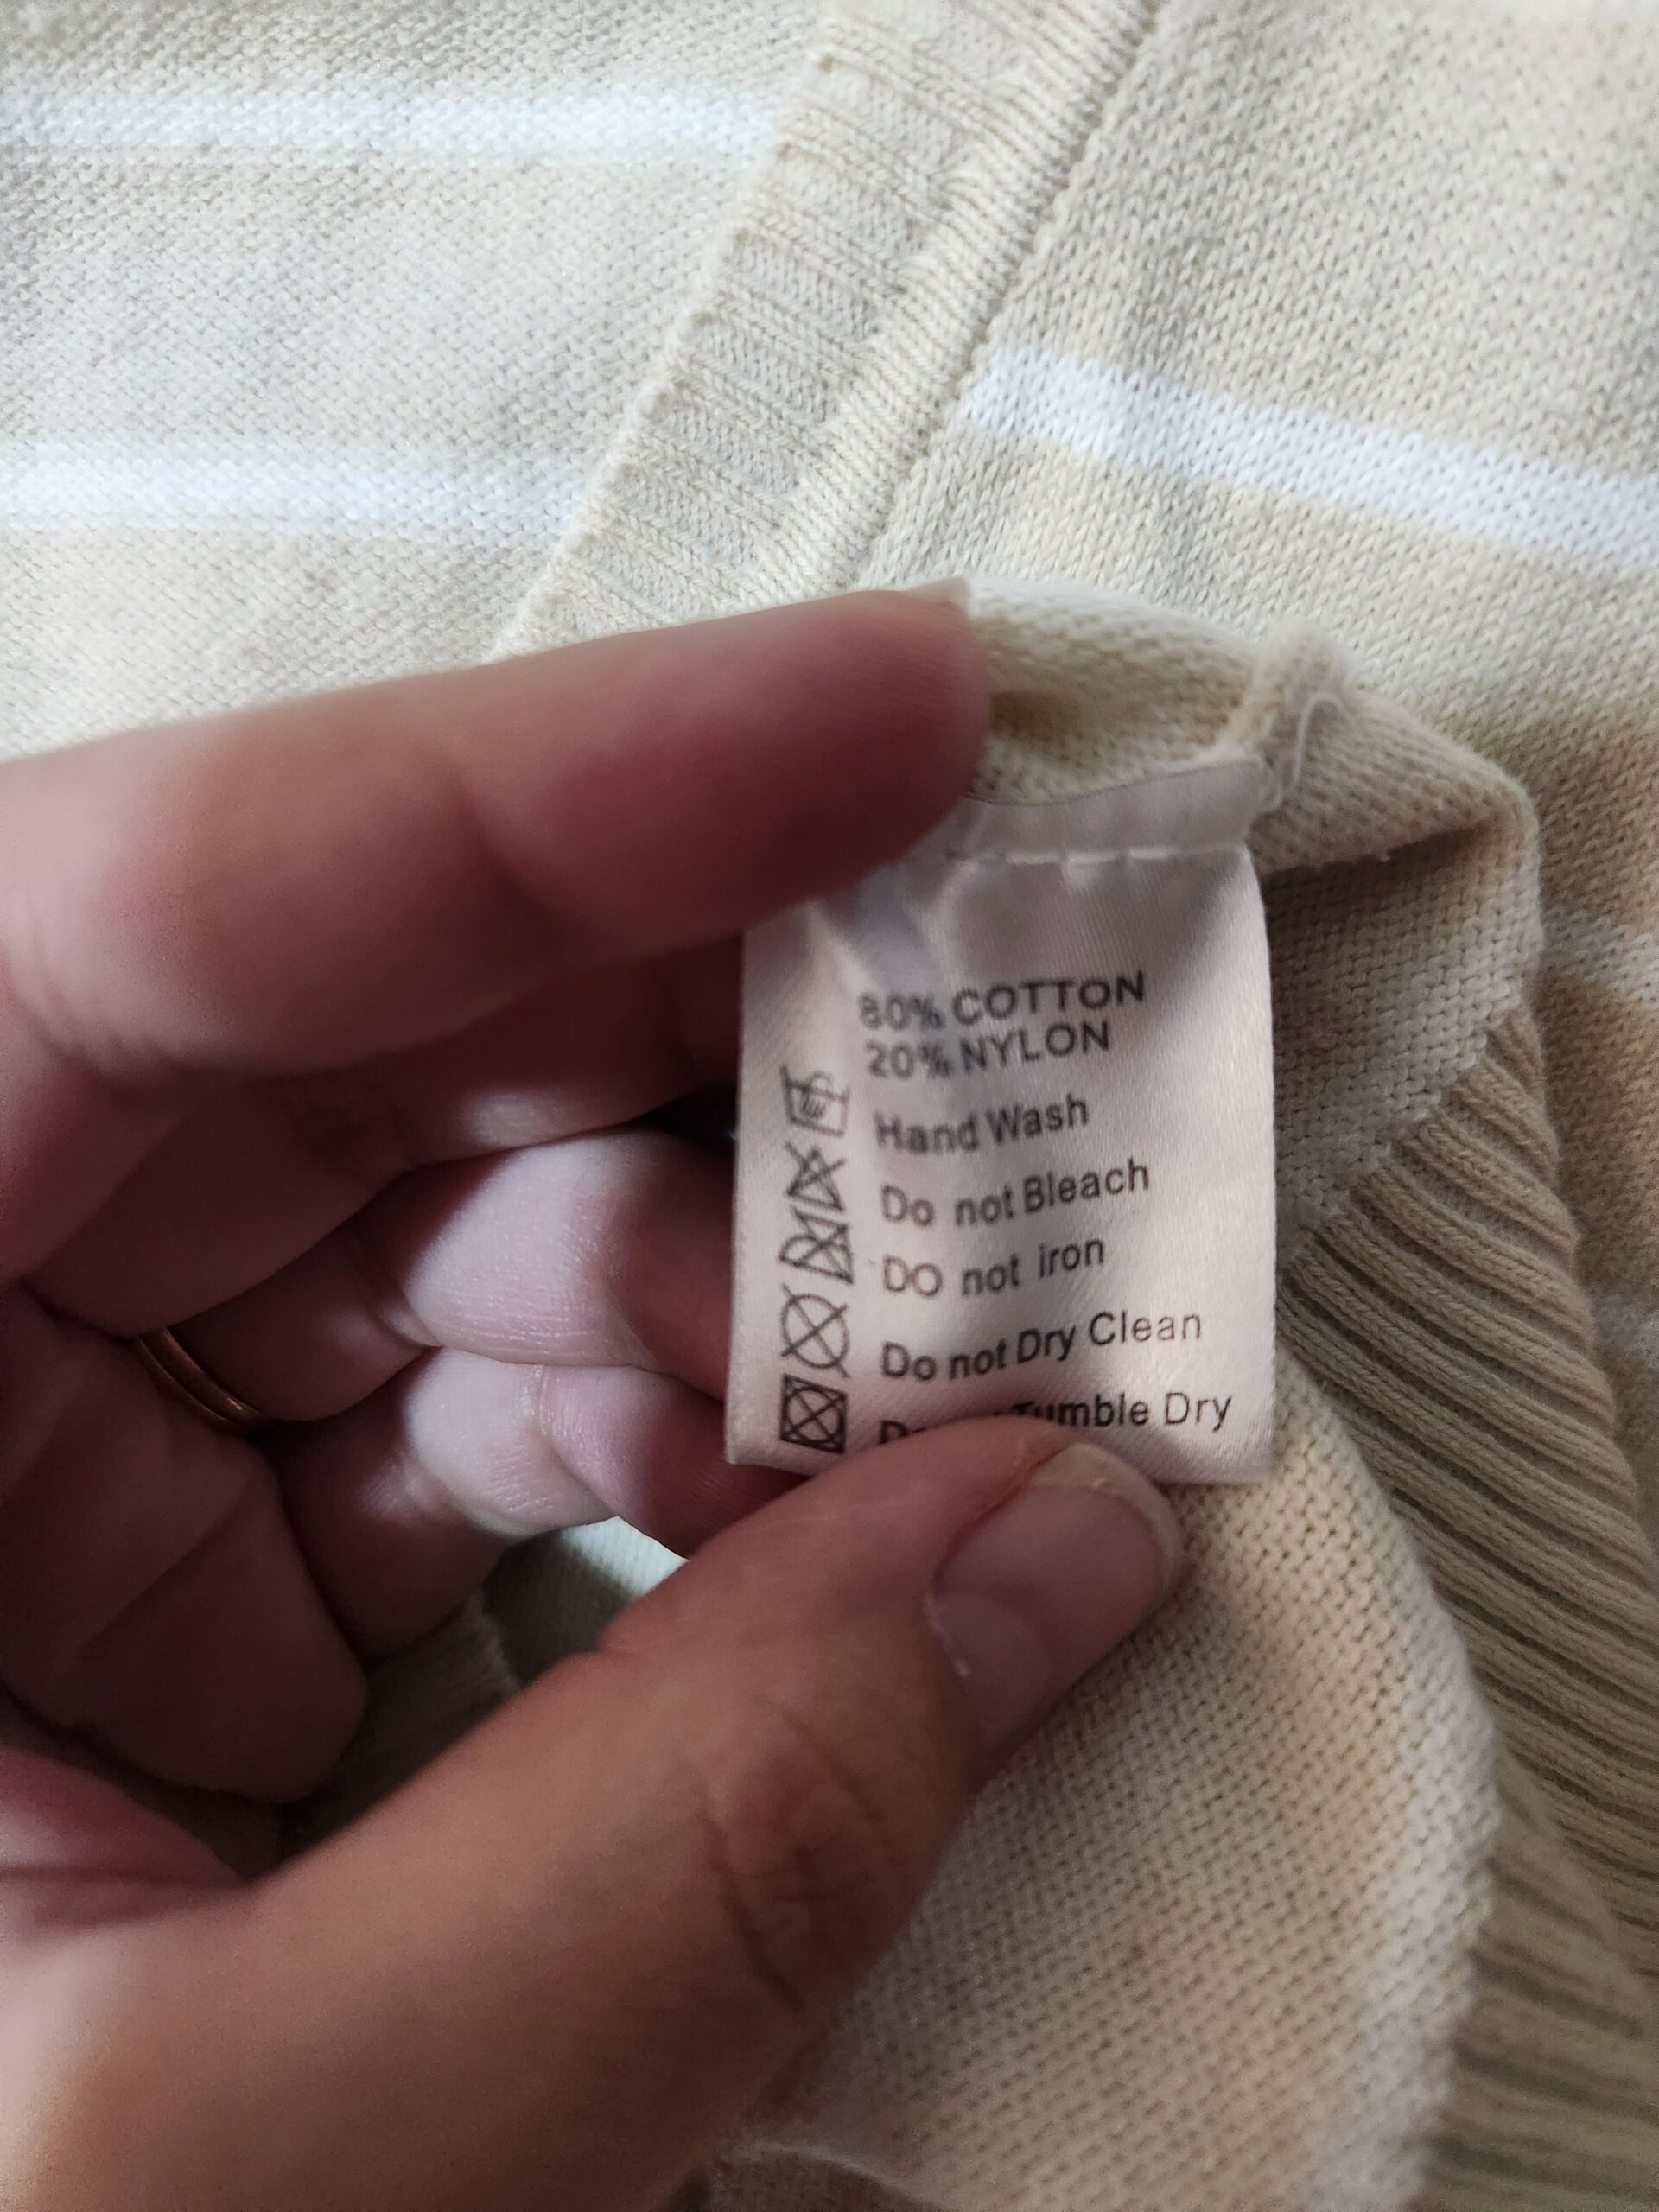 80% COTTON
20% NYLON
Hand Wash
Do not Bleach
DO not iron
Do not Dry Clean
Tumble Dry